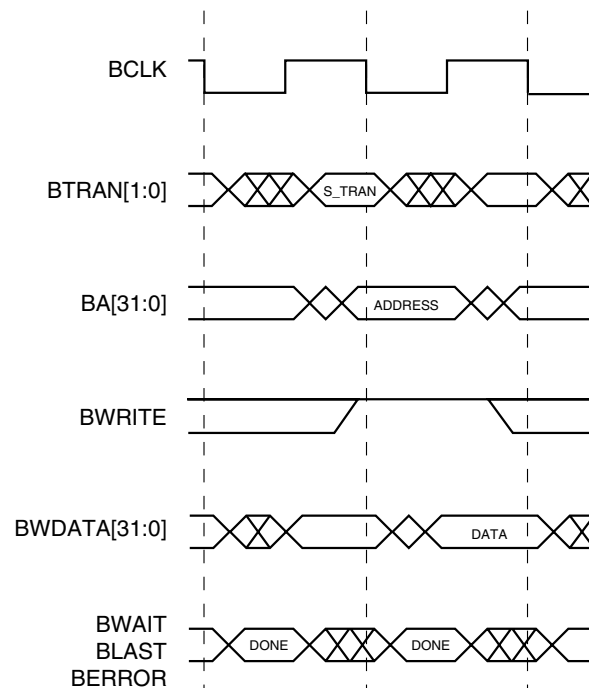 BCLK
BTRAN[1:0]
S_TRAN
BA[31:0]
ADDRESS
BWRITE
BWDATA[31:0]
DATA
BWAIT
BLAST
BERROR
DONE
DONE